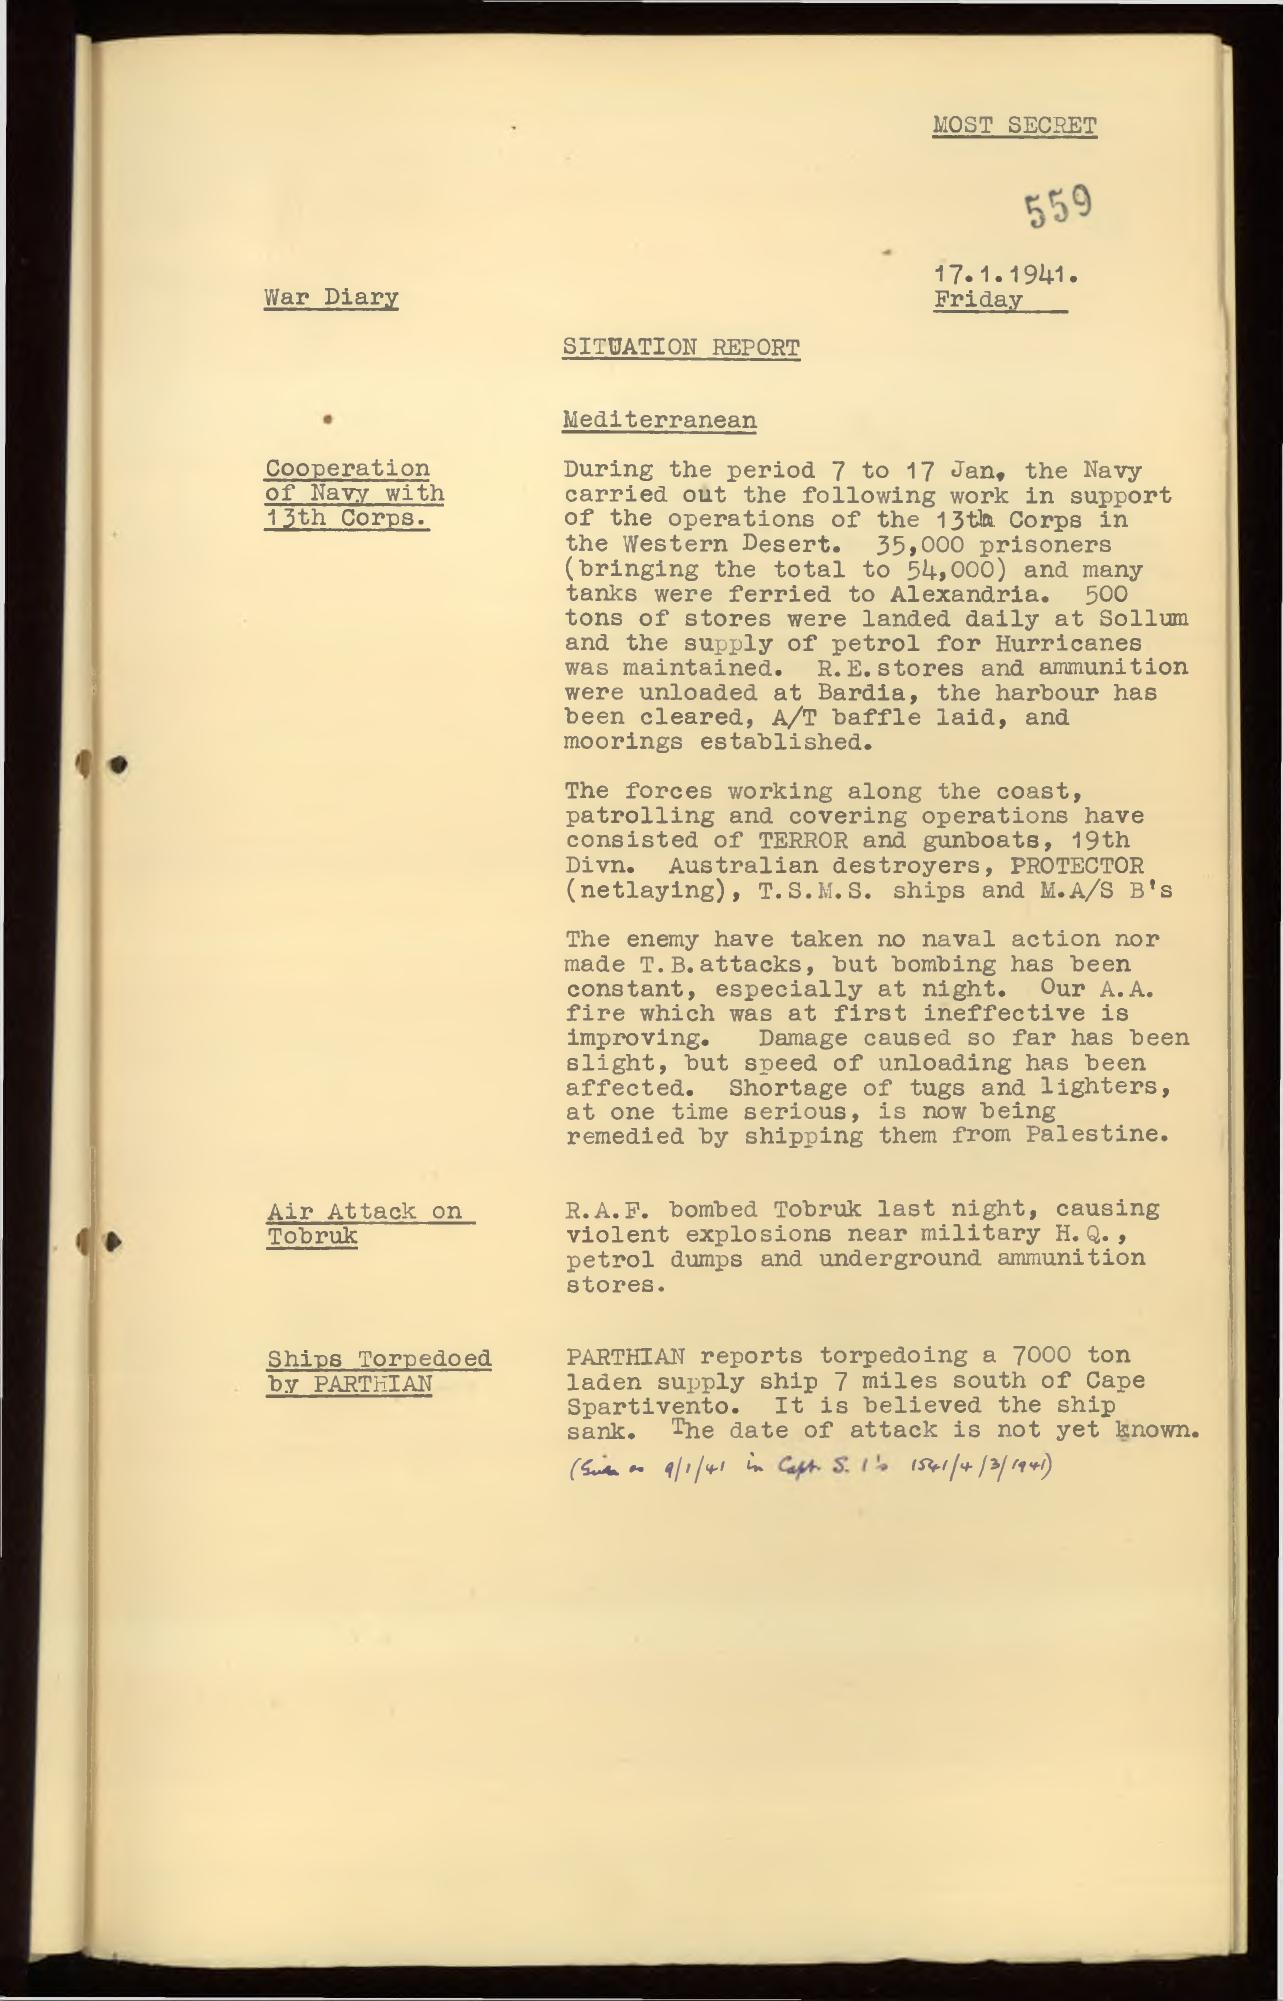 MOST SECRET
559
17.1.1941.
Friday
War Diary
SITUATION REPORT
Mediterranean
Cooperation
of Navy with
13th Corps.
During the period 7 to 17 Jan. the Navy
carried out the following work in support
of the operations of the 13th Corps in
the Western Desert. 35,000 prisoners
(bringing the total to 54,000) and many
tanks were ferried to Alexandria. 500
tons of stores were landed daily at Sollum
and the supply of petrol for Hurricanes
was maintained. R.E.stores and ammunition
were unloaded at Bardia, the harbour has
been cleared, A/T baffle laid, and
moorings established.
The forces working along the coast,
patrolling and covering operations have
consisted of TERROR and gunboats, 19th
Divn. Australian destroyers, PROTECTOR
(netlaying), T.S.M.S. ships and M.A/S B's
The enemy have taken no naval action nor
made T.B.attacks, but bombing has been
constant, especially at night. Our A.A.
fire which was at first ineffective is
improving. Damage caused so far has been
slight, but speed of unloading has been
affected. Shortage of tugs and lighters,
at one time serious, is now being
remedied by shipping them from Palestine.
Air Attack on
Tobruk
R.A.F. bombed Tobruk last night, causing
violent explosions near military H.Q.,
petrol dumps and underground ammunition
stores.
Ships Torpedoed
by PARTHIAN
PARTHIAN reports torpedoing a 7000 ton
laden supply ship 7 miles south of Cape
Spartivento. It is believed the ship
sank. The date of attack is not yet known.
(Given as 9/1/41 in Capt. S. 1's 1541/4/3/1941)